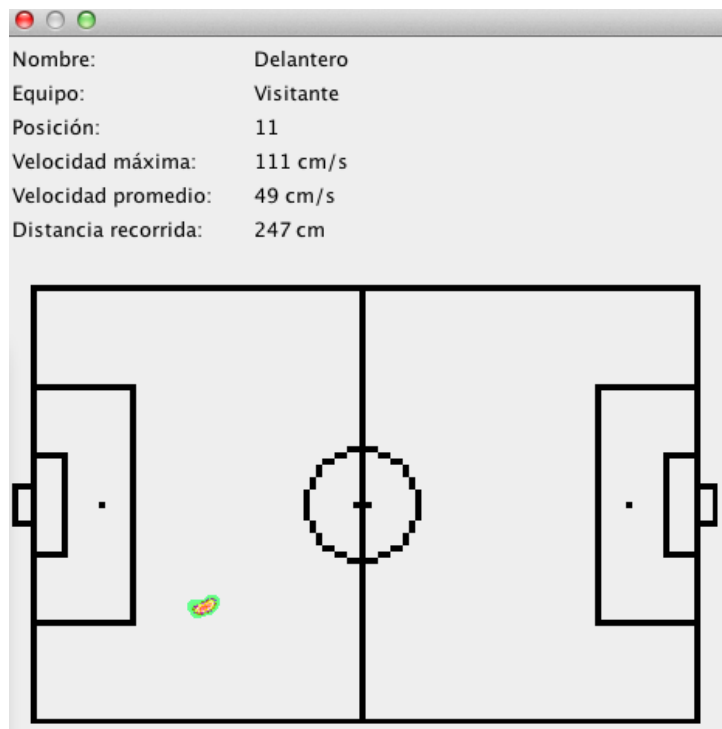 Nombre: Delantero
Equipo: Visitante
Posición: 11
Velocidad máxima: 111 cm/s
Velocidad promedio: 49 cm/s
Distancia recorrida: 247 cm